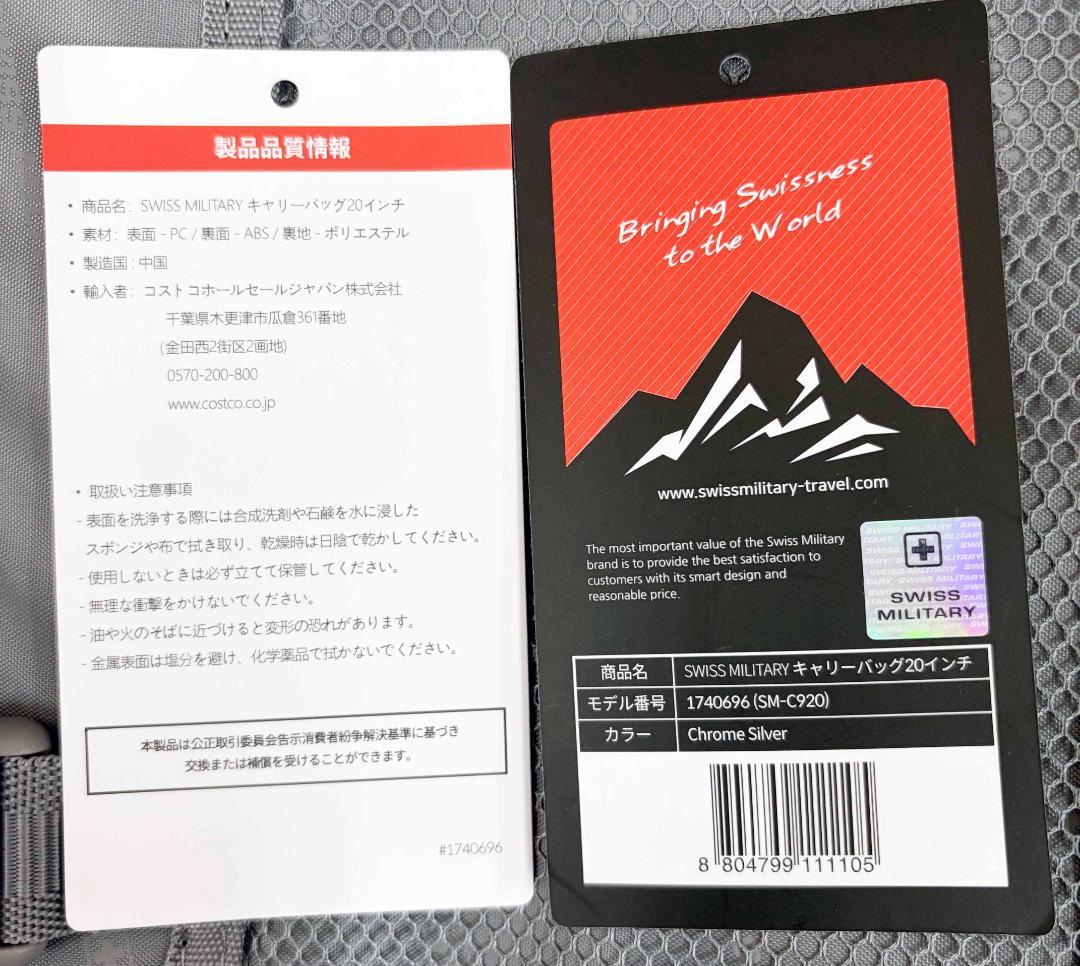 製品品質情報
• 商品名: SWISS MILITARY キャリーバッグ20インチ
• 素材: 表面 - PC / 裏面 - ABS / 裏地 - ポリエステル
• 製造国 : 中国
• 輸入者: コストコホールセールジャパン株式会社
千葉県木更津市瓜倉361番地
(金田西2街区2画地)
0570-200-800
www.costco.co.jp
• 取扱い注意事項
- 表面を洗浄する際には合成洗剤や石鹸を水に浸した
スポンジや布で拭き取り、乾燥時は日陰で乾かしてください。
- 使用しないときは必ず立てて保管してください。
- 無理な衝撃をかけないでください。
- 油や火のそばに近づけると変形の恐れがあります。
- 金属表面は塩分を避け、化学薬品で拭かないでください。
本製品は公正取引委員会告示消費者紛争解決基準に基づき
交換または補償を受けることができます。
#1740696
Bringing Swissness
to the World
www.swissmilitary-travel.com
The most important value of the Swiss Military
brand is to provide the best satisfaction to
customers with its smart design and
reasonable price.
SWISS
MILITARY
商品名 SWISS MILITARY キャリーバッグ20インチ
モデル番号 1740696 (SM-C920)
カラー Chrome Silver
8 804799 111105